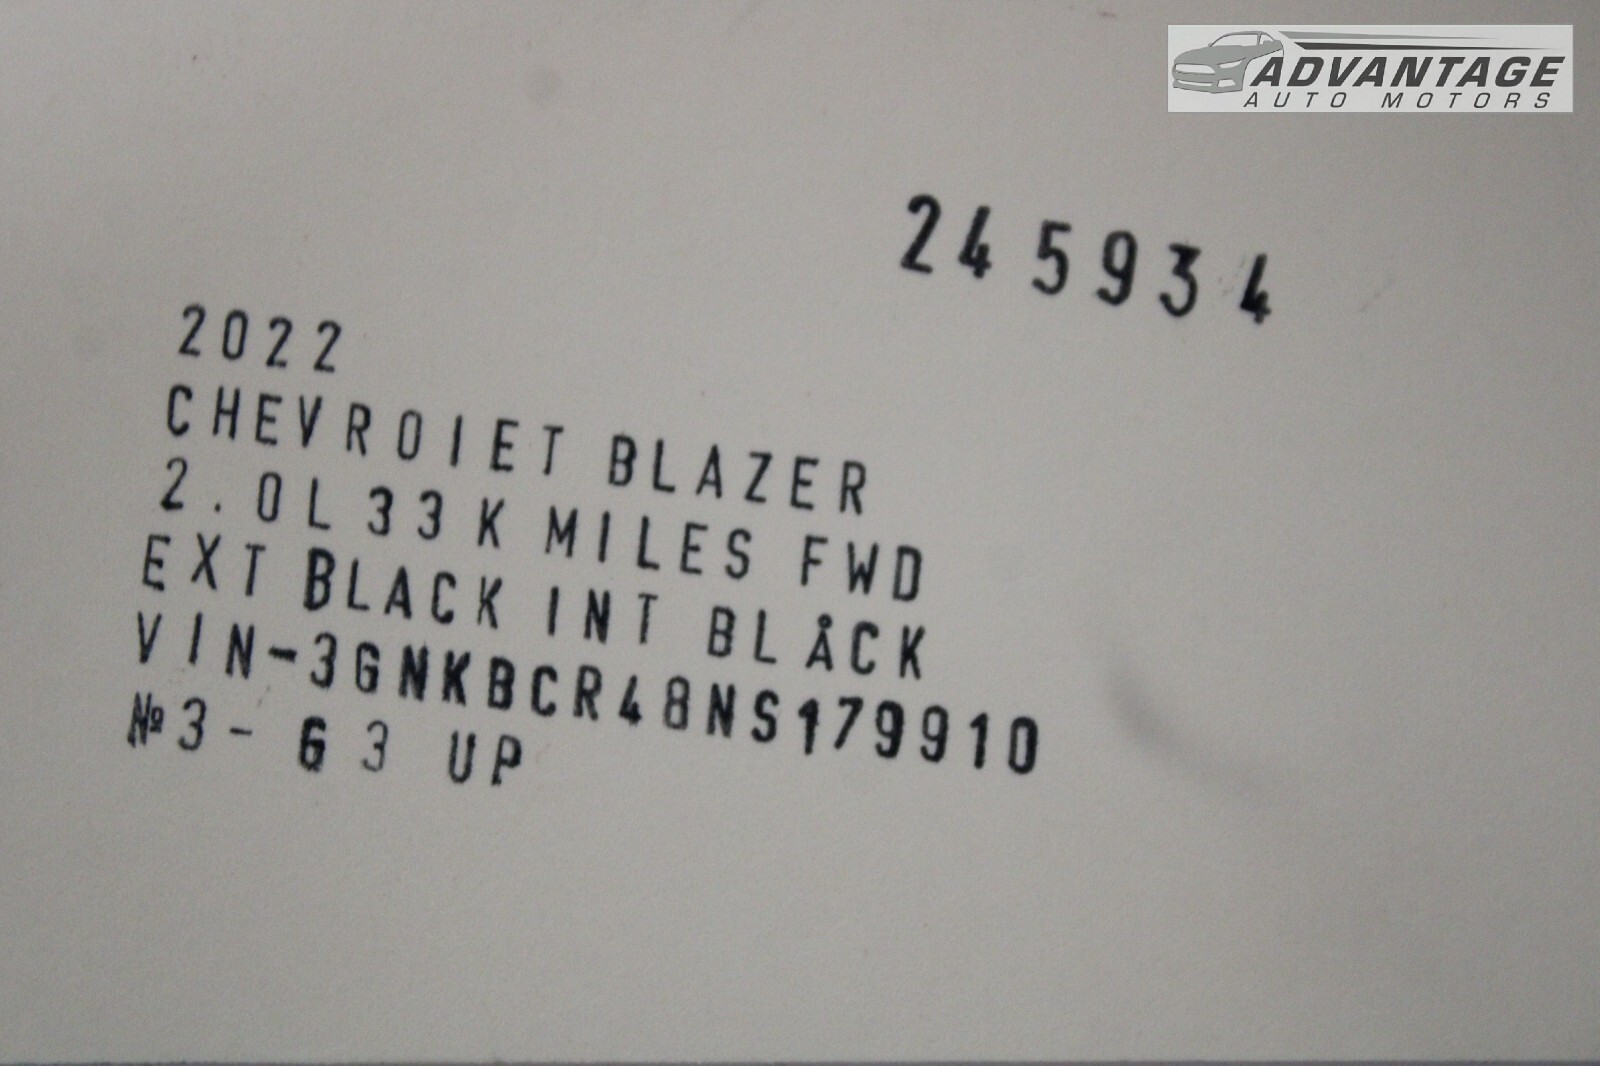 ADVANTAGE
AUTO MOTORS
245934
2022
CHEVROIET BLAZER
2.0L 33K MILES FWD
EXT BLACK INT BLACK
VIN-3GNKBCR48NS179910
№3-63 UP